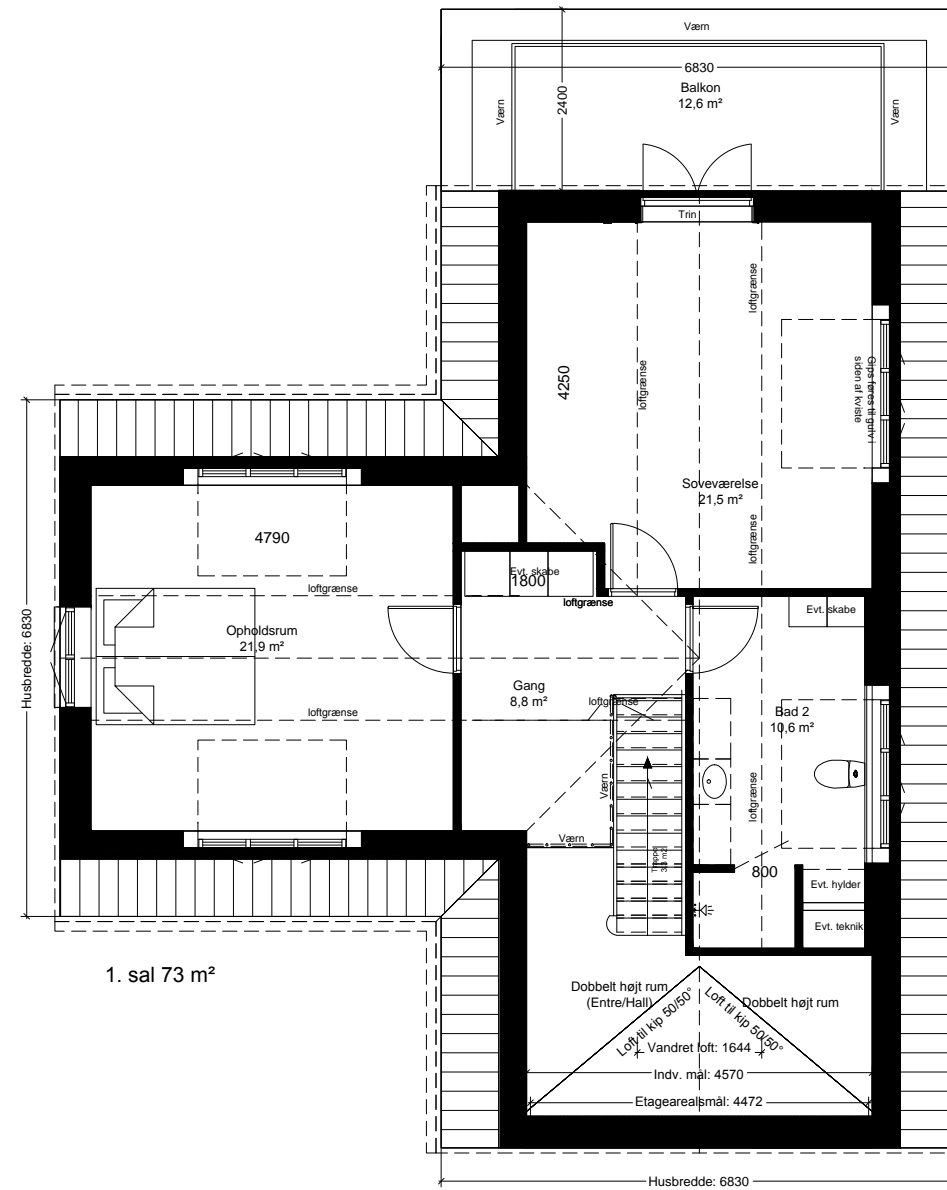 Værn
6830
Balkon
12,6 m²
2400
Værn
Værn
Trin
loftgrænse
loftgrænse
4250
Gips føres til gulv i
siden af kviste
Soveværelse
21,5 m²
loftgrænse
4790
Evt. skabe
1800
loftgrænse
loftgrænse
Evt. skabe
Husbredde: 6830
Opholdsrum
21,9 m²
Gang
8,8 m²
loftgrænse
loftgrænse
Bad 2
10,6 m²
loftgrænse
Værn
Værn
Trappe
800
Evt. hylder
Evt. teknik
1. sal 73 m²
Dobbelt højt rum
(Entre/Hall)
Loft til kip 50/50°
Loft til kip 50/50°
Dobbelt højt rum
Vandret loft: 1644
Indv. mål: 4570
Etagearealsmål: 4472
Husbredde: 6830